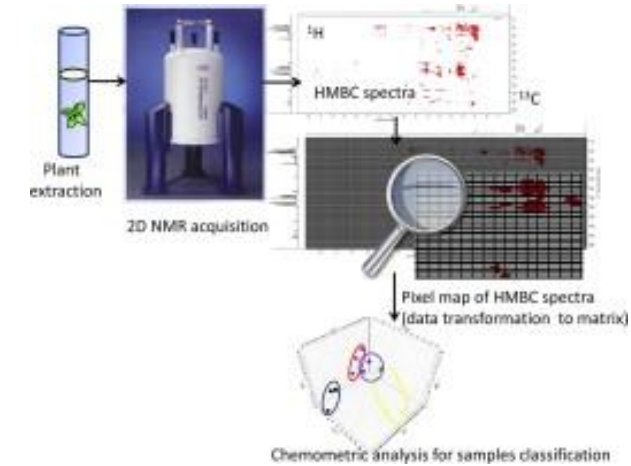 ¹H
HMBC spectra
¹³C
Plant
extraction
2D NMR acquisition
Pixel map of HMBC spectra
(data transformation to matrix)
Chemometric analysis for samples classification